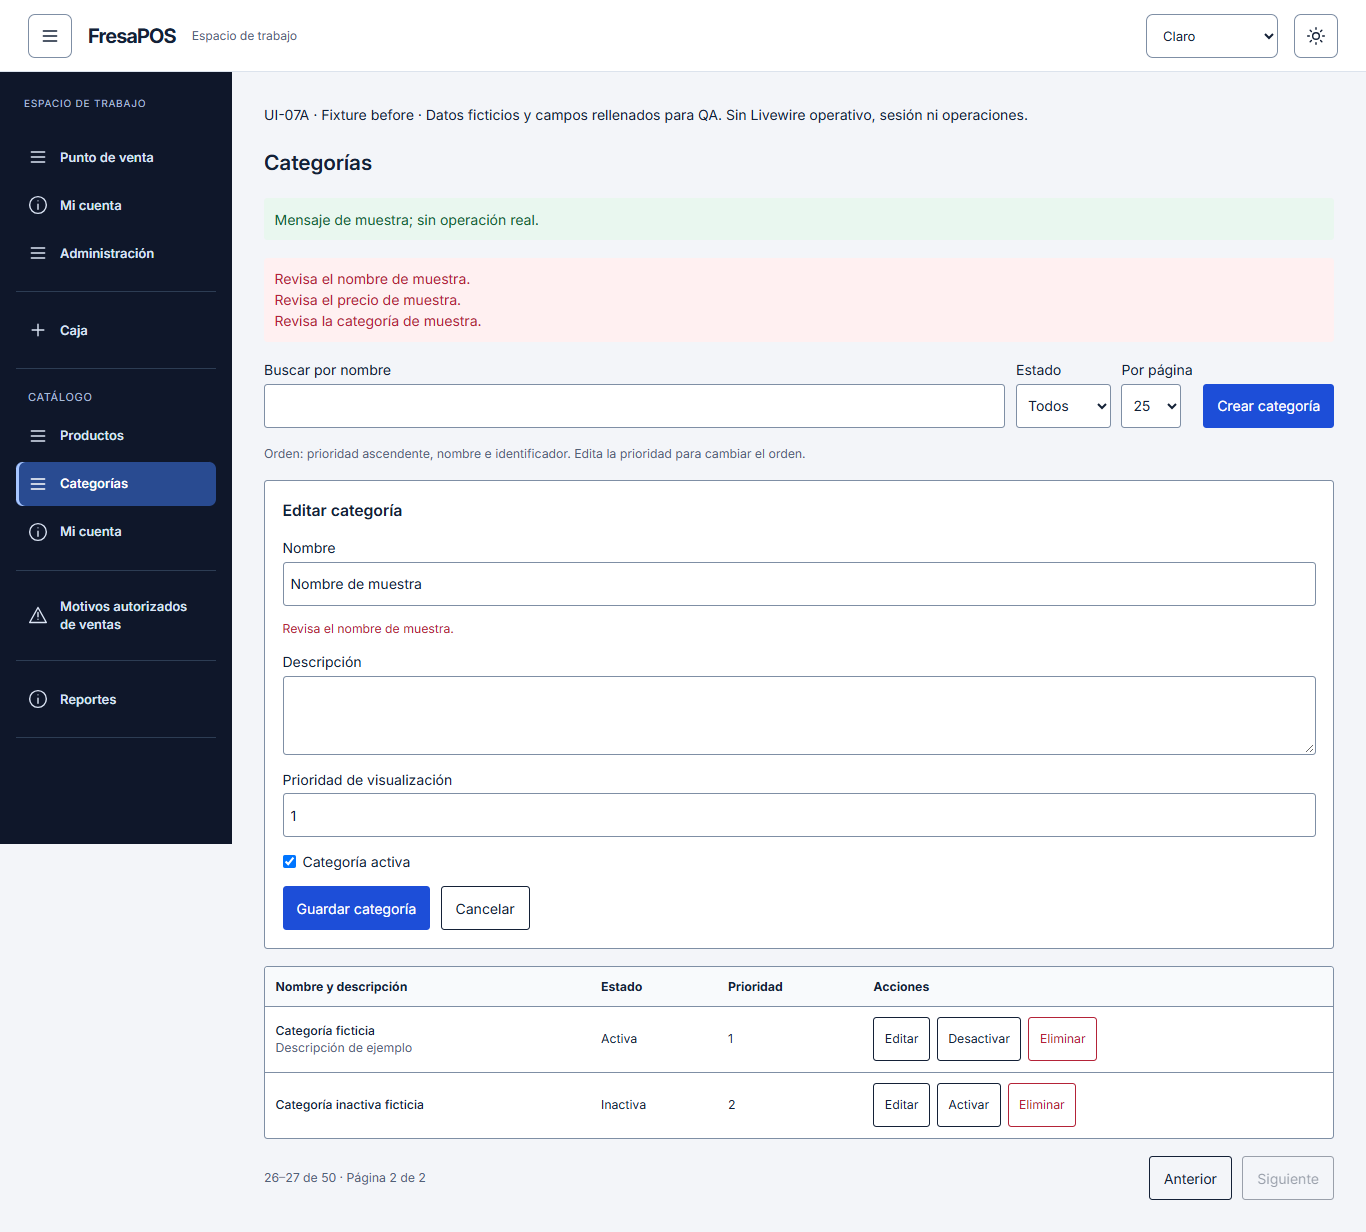 FresaPOS
Espacio de trabajo
Claro
ESPACIO DE TRABAJO
Punto de venta
Mi cuenta
Administración
Caja
CATÁLOGO
Productos
Categorías
Mi cuenta
Motivos autorizados
de ventas
Reportes
UI-07A · Fixture before · Datos ficticios y campos rellenados para QA. Sin Livewire operativo, sesión ni operaciones.
Categorías
Mensaje de muestra; sin operación real.
Revisa el nombre de muestra.
Revisa el precio de muestra.
Revisa la categoría de muestra.
Buscar por nombre
Estado
Por página
Todos
25
Crear categoría
Orden: prioridad ascendente, nombre e identificador. Edita la prioridad para cambiar el orden.
Editar categoría
Nombre
Nombre de muestra
Revisa el nombre de muestra.
Descripción
Prioridad de visualización
1
Categoría activa
Guardar categoría
Cancelar
Nombre y descripción Estado Prioridad Acciones
Categoría ficticia
Descripción de ejemplo
Activa 1 Editar Desactivar Eliminar
Categoría inactiva ficticia Inactiva 2 Editar Activar Eliminar
26–27 de 50 · Página 2 de 2
Anterior
Siguiente